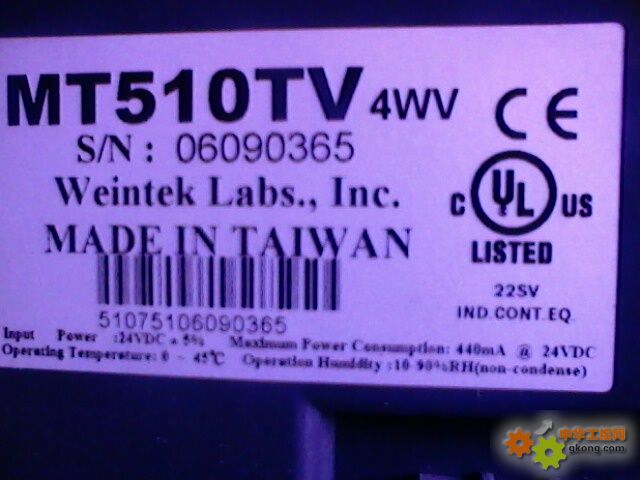 MT510TV 4WV
CE
S/N : 06090365
Weintek Labs., Inc.
C UL US
LISTED
MADE IN TAIWAN
22SV
IND.CONT.EQ.
51075106090365
Input Power :24VDC ± 5% Maximum Power Consumption: 440mA @ 24VDC
Operating Temperature: 0 ~ 45℃ Operation Humidity :10-90%RH(non-condense)
中华工控网
gkong.com